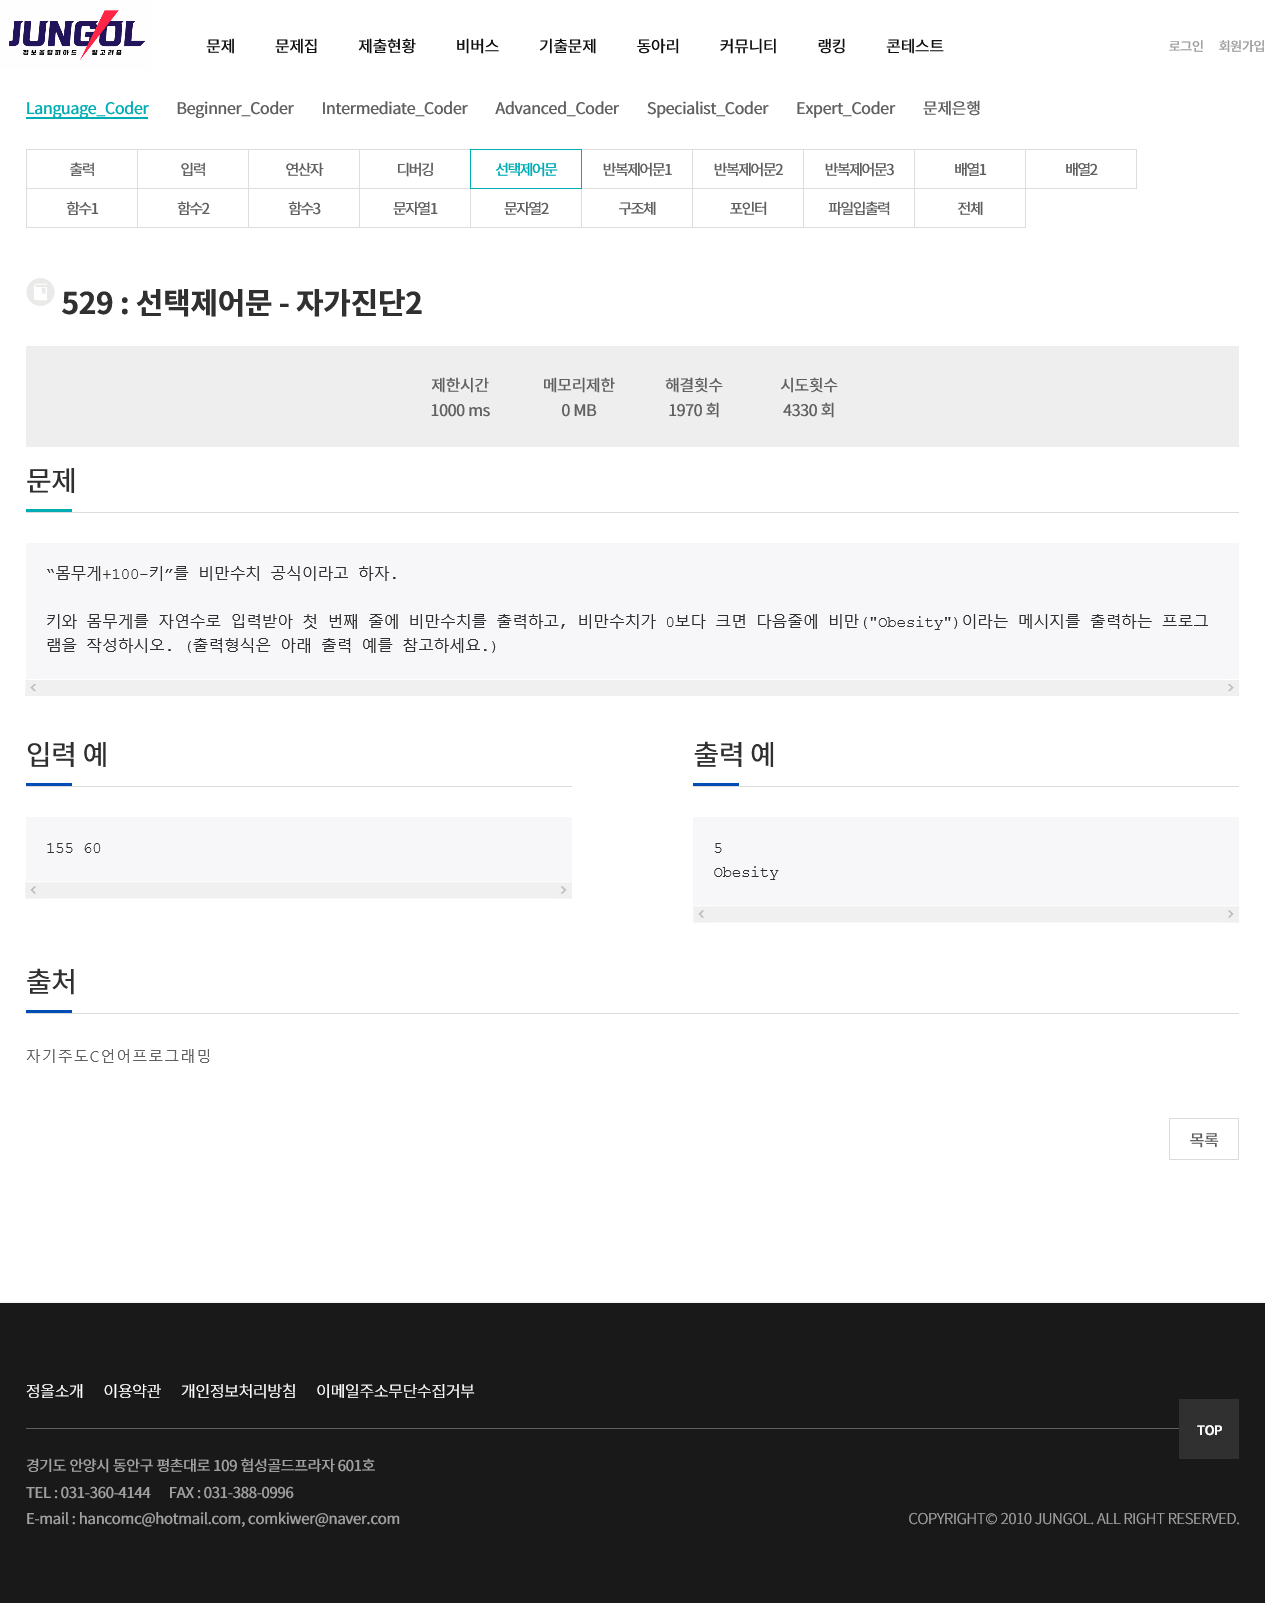 JUNGOL
정보올림피아드 알고리즘
문제 문제집 제출현황 비버스 기출문제 동아리 커뮤니티 랭킹 콘테스트 로그인 회원가입
Language_Coder Beginner_Coder Intermediate_Coder Advanced_Coder Specialist_Coder Expert_Coder 문제은행
출력 입력 연산자 디버깅 선택제어문 반복제어문1 반복제어문2 반복제어문3 배열1 배열2
함수1 함수2 함수3 문자열1 문자열2 구조체 포인터 파일입출력 전체
529 : 선택제어문 - 자가진단2
제한시간 메모리제한 해결횟수 시도횟수
1000 ms 0 MB 1970 회 4330 회
문제
“몸무게+100-키”를 비만수치 공식이라고 하자.
키와 몸무게를 자연수로 입력받아 첫 번째 줄에 비만수치를 출력하고, 비만수치가 0보다 크면 다음줄에 비만("Obesity")이라는 메시지를 출력하는 프로그
램을 작성하시오. (출력형식은 아래 출력 예를 참고하세요.)
입력 예 출력 예
155 60 5
Obesity
출처
자기주도C언어프로그래밍
목록
정올소개 이용약관 개인정보처리방침 이메일주소무단수집거부
TOP
경기도 안양시 동안구 평촌대로 109 협성골드프라자 601호
TEL : 031-360-4144 FAX : 031-388-0996
E-mail : hancomc@hotmail.com, comkiwer@naver.com COPYRIGHT© 2010 JUNGOL. ALL RIGHT RESERVED.